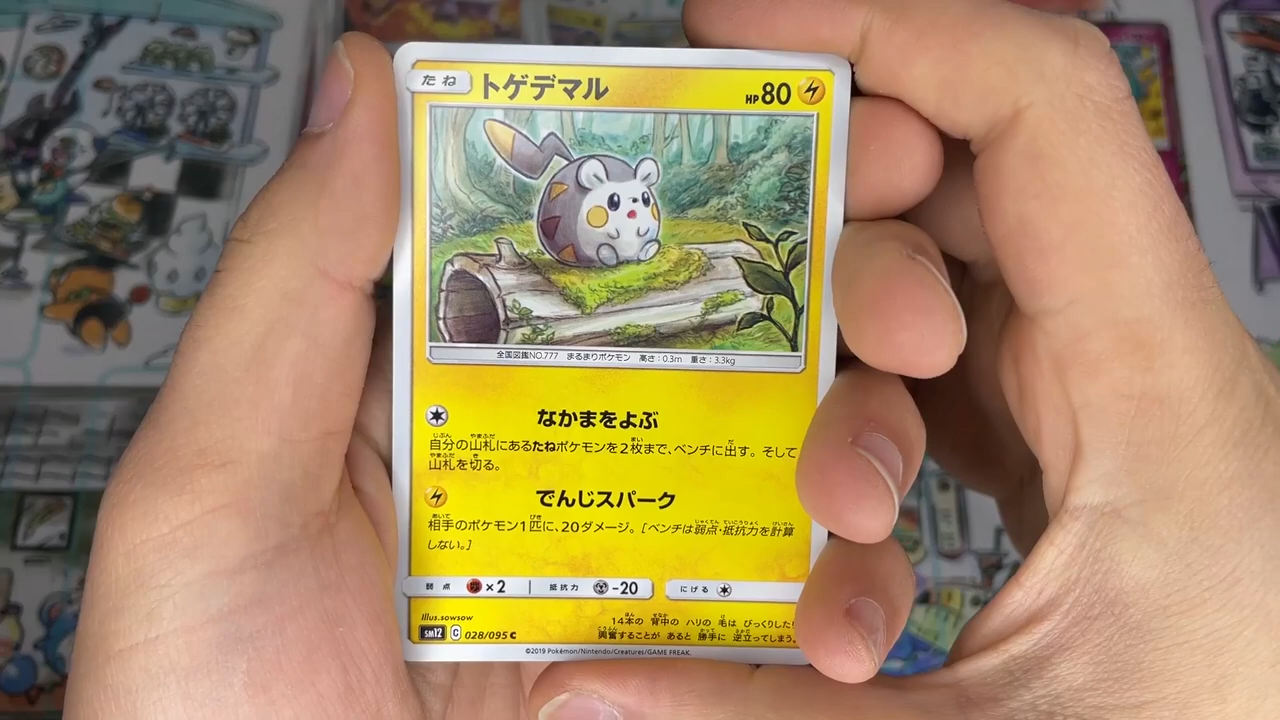 たね トゲデマル HP80
全国図鑑NO.777 まるまりポケモン 高さ:0.3m 重さ:3.3kg
なかまをよぶ
自分の山札にあるたねポケモンを2枚まで、ベンチに出す。そして
山札を切る。
でんじスパーク
相手のポケモン1匹に、20ダメージ。[ベンチは弱点・抵抗力を計算
しない。]
弱点 ×2 抵抗力 -20 にげる
Illus.sowsow
14本の 背中の ハリの 毛は びっくりしたり
興奮することが あると 勝手に 逆立ってしまう。
SM12 C 028/095 C
©2019 Pokémon/Nintendo/Creatures/GAME FREAK.